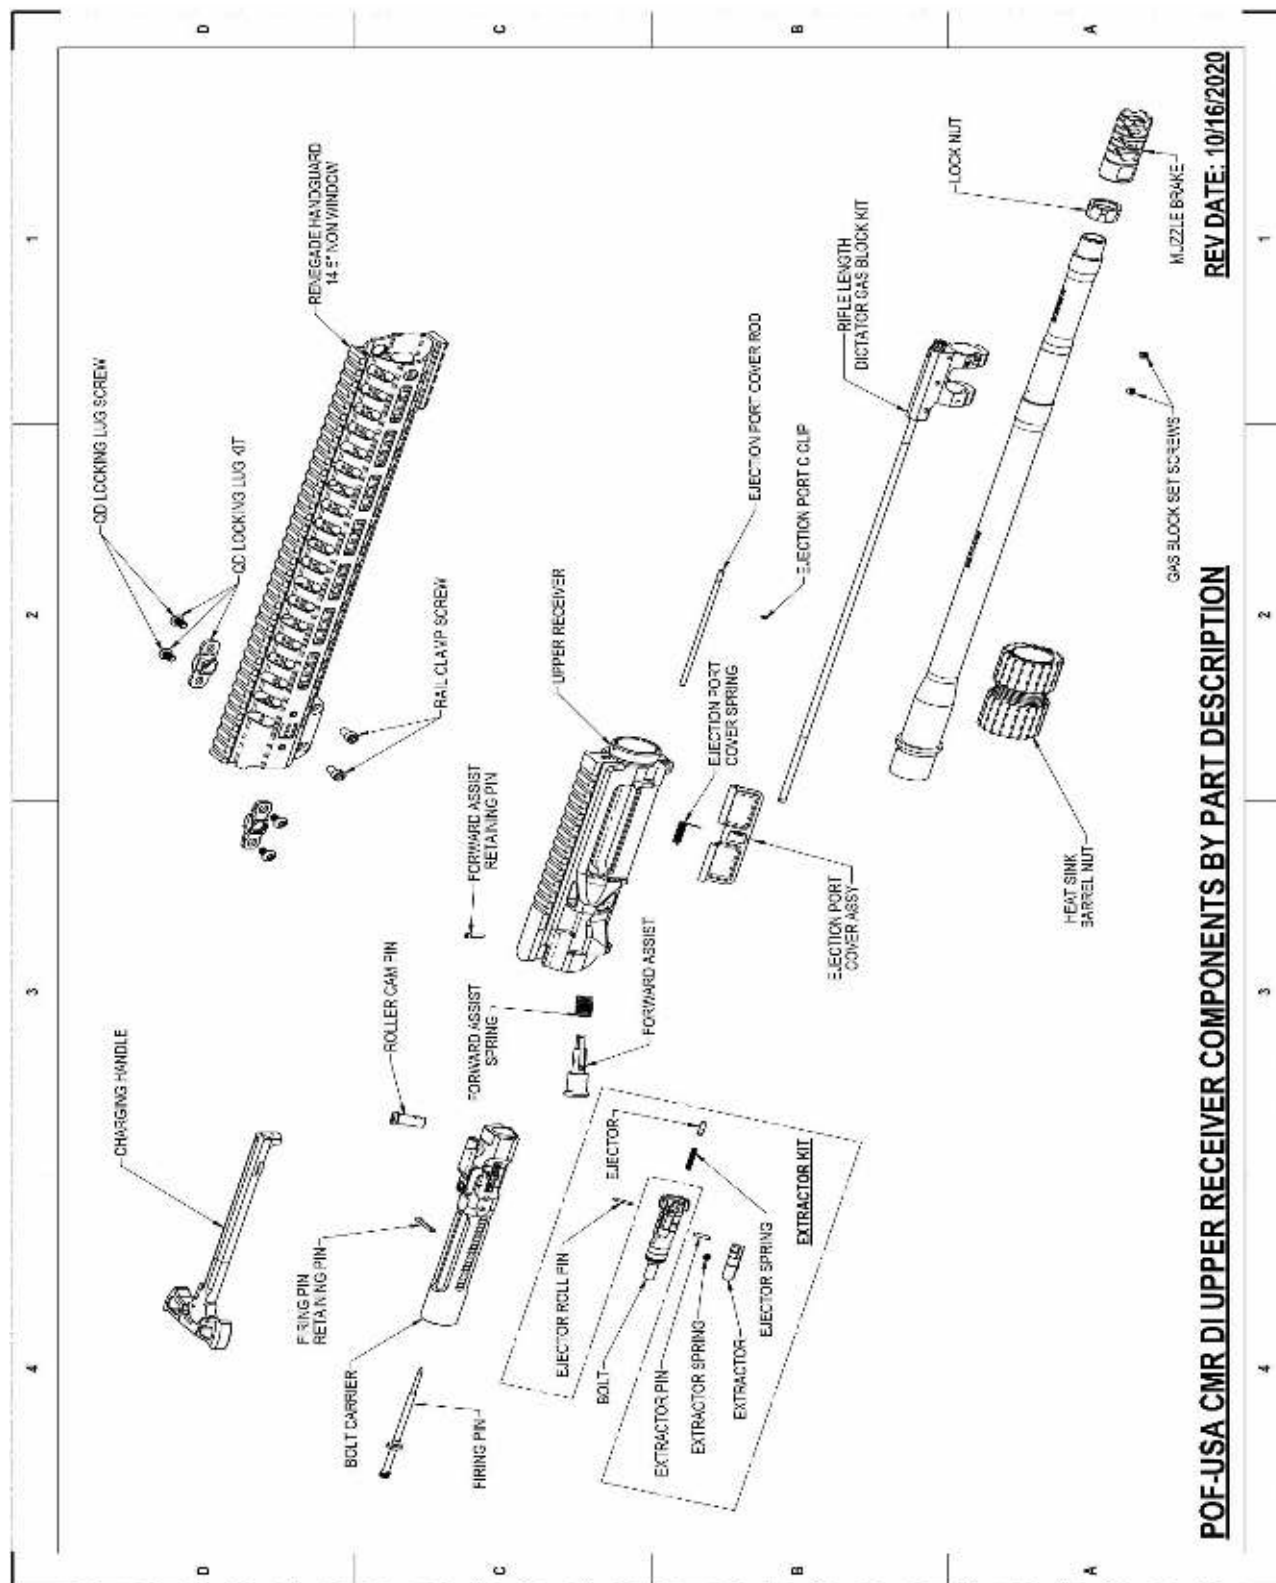 D
C
B
A
1
2
3
4
QD LOCKING LUG SCREW
QD LOCKING LUG KIT
RENEGADE HANDGUARD
14.5" NON WINDOW
RAIL CLAMP SCREW
CHARGING HANDLE
ROLLER CAM PIN
FORWARD ASSIST
RETAINING PIN
UPPER RECEIVER
FIRING PIN
RETAINING PIN
BOLT CARRIER
FIRING PIN
FORWARD ASSIST
SPRING
FORWARD ASSIST
EJECTION PORT
COVER SPRING
EJECTION PORT COVER ROD
EJECTION PORT C CLIP
EJECTION PORT
COVER ASSY
RIFLE LENGTH
DICTATOR GAS BLOCK KIT
LOCK NUT
MUZZLE BRAKE
GAS BLOCK SET SCREWS
HEAT SINK
BARREL NUT
EJECTOR ROLL PIN
EJECTOR
BOLT
EXTRACTOR PIN
EXTRACTOR SPRING
EXTRACTOR
EJECTOR SPRING
EXTRACTOR KIT
4
3
2
1
D
C
B
A
POF-USA CMR DI UPPER RECEIVER COMPONENTS BY PART DESCRIPTION
REV DATE: 10/16/2020